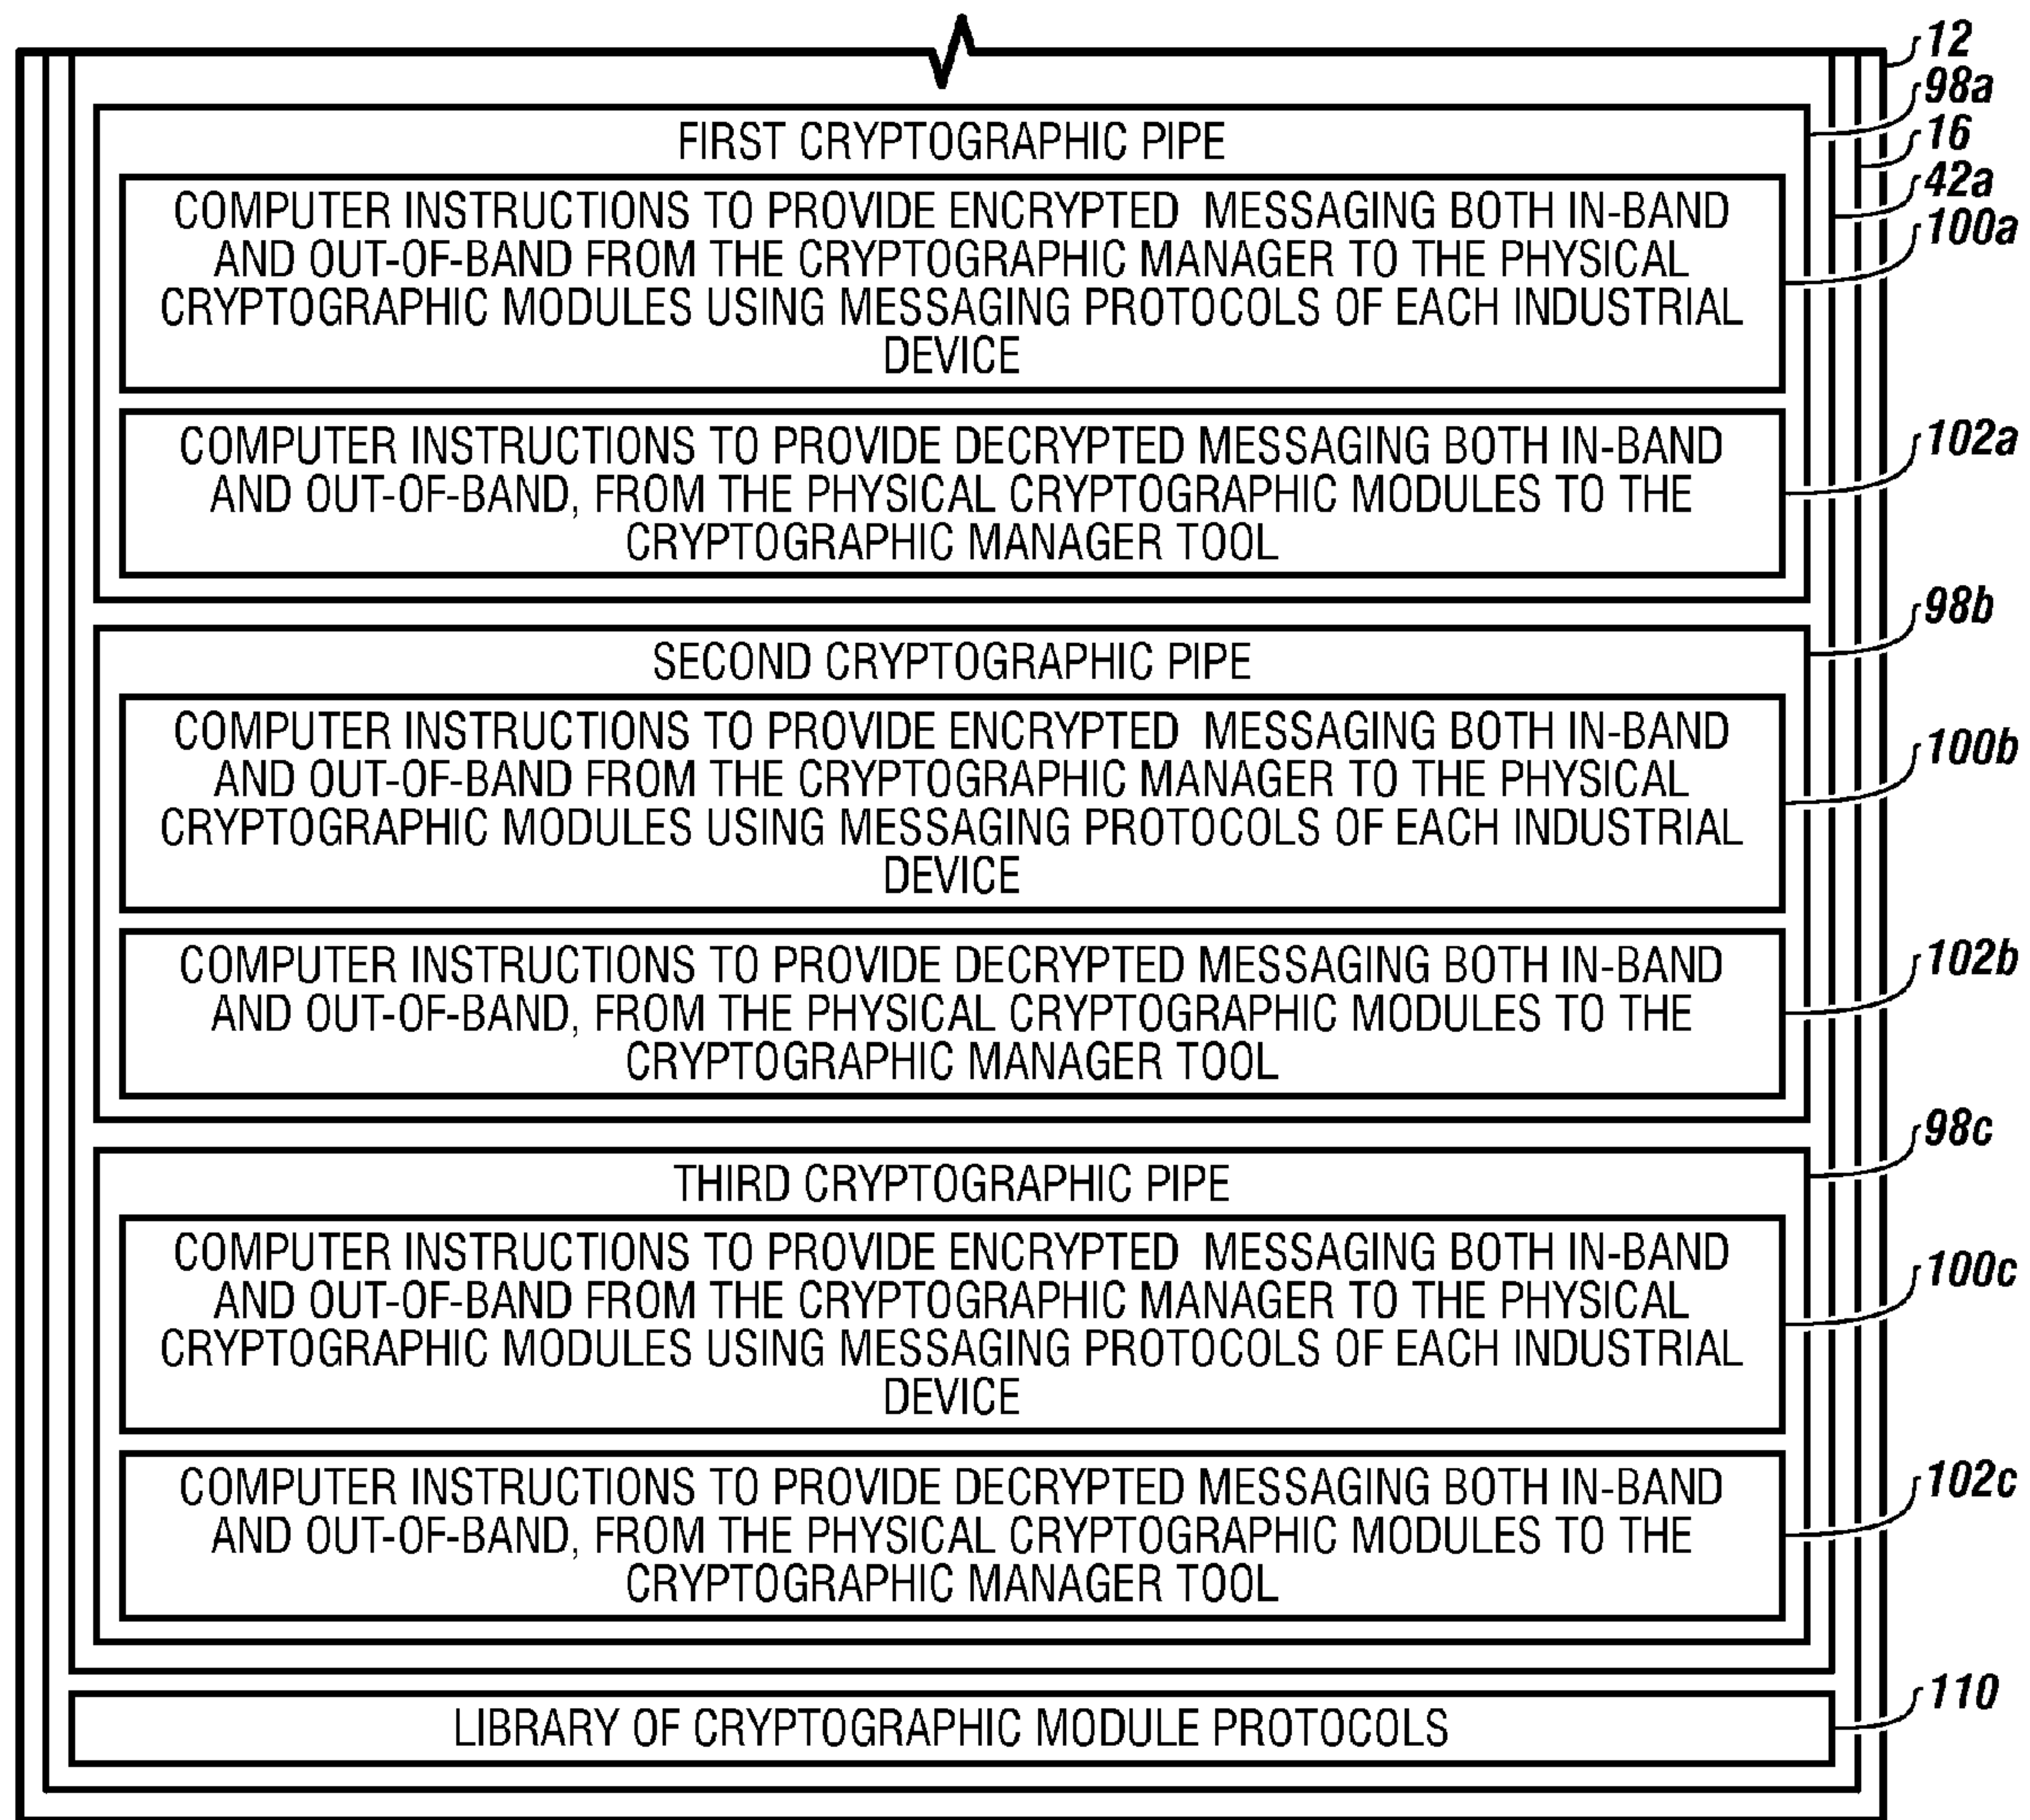 12
98a
FIRST CRYPTOGRAPHIC PIPE
16
42a
COMPUTER INSTRUCTIONS TO PROVIDE ENCRYPTED MESSAGING BOTH IN-BAND
100a
AND OUT-OF-BAND FROM THE CRYPTOGRAPHIC MANAGER TO THE PHYSICAL
CRYPTOGRAPHIC MODULES USING MESSAGING PROTOCOLS OF EACH INDUSTRIAL
DEVICE
COMPUTER INSTRUCTIONS TO PROVIDE DECRYPTED MESSAGING BOTH IN-BAND
102a
AND OUT-OF-BAND, FROM THE PHYSICAL CRYPTOGRAPHIC MODULES TO THE
CRYPTOGRAPHIC MANAGER TOOL
98b
SECOND CRYPTOGRAPHIC PIPE
COMPUTER INSTRUCTIONS TO PROVIDE ENCRYPTED MESSAGING BOTH IN-BAND
100b
AND OUT-OF-BAND FROM THE CRYPTOGRAPHIC MANAGER TO THE PHYSICAL
CRYPTOGRAPHIC MODULES USING MESSAGING PROTOCOLS OF EACH INDUSTRIAL
DEVICE
COMPUTER INSTRUCTIONS TO PROVIDE DECRYPTED MESSAGING BOTH IN-BAND
102b
AND OUT-OF-BAND, FROM THE PHYSICAL CRYPTOGRAPHIC MODULES TO THE
CRYPTOGRAPHIC MANAGER TOOL
98c
THIRD CRYPTOGRAPHIC PIPE
COMPUTER INSTRUCTIONS TO PROVIDE ENCRYPTED MESSAGING BOTH IN-BAND
100c
AND OUT-OF-BAND FROM THE CRYPTOGRAPHIC MANAGER TO THE PHYSICAL
CRYPTOGRAPHIC MODULES USING MESSAGING PROTOCOLS OF EACH INDUSTRIAL
DEVICE
COMPUTER INSTRUCTIONS TO PROVIDE DECRYPTED MESSAGING BOTH IN-BAND
102c
AND OUT-OF-BAND, FROM THE PHYSICAL CRYPTOGRAPHIC MODULES TO THE
CRYPTOGRAPHIC MANAGER TOOL
110
LIBRARY OF CRYPTOGRAPHIC MODULE PROTOCOLS